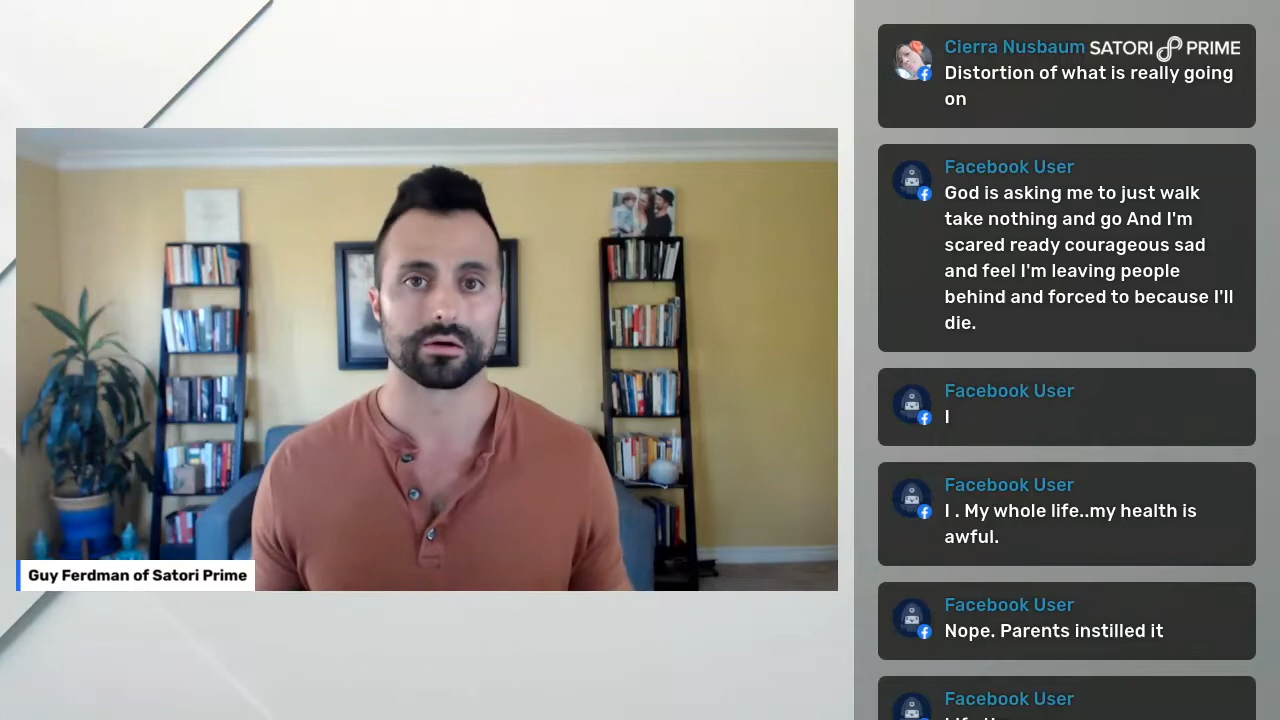 Cierra Nusbaum
SATORI PRIME
Distortion of what is really going
on
Facebook User
God is asking me to just walk
take nothing and go And I'm
scared ready courageous sad
and feel I'm leaving people
behind and forced to because I'll
die.
Facebook User
I
Facebook User
I . My whole life..my health is
awful.
Facebook User
Nope. Parents instilled it
Facebook User
Guy Ferdman of Satori Prime